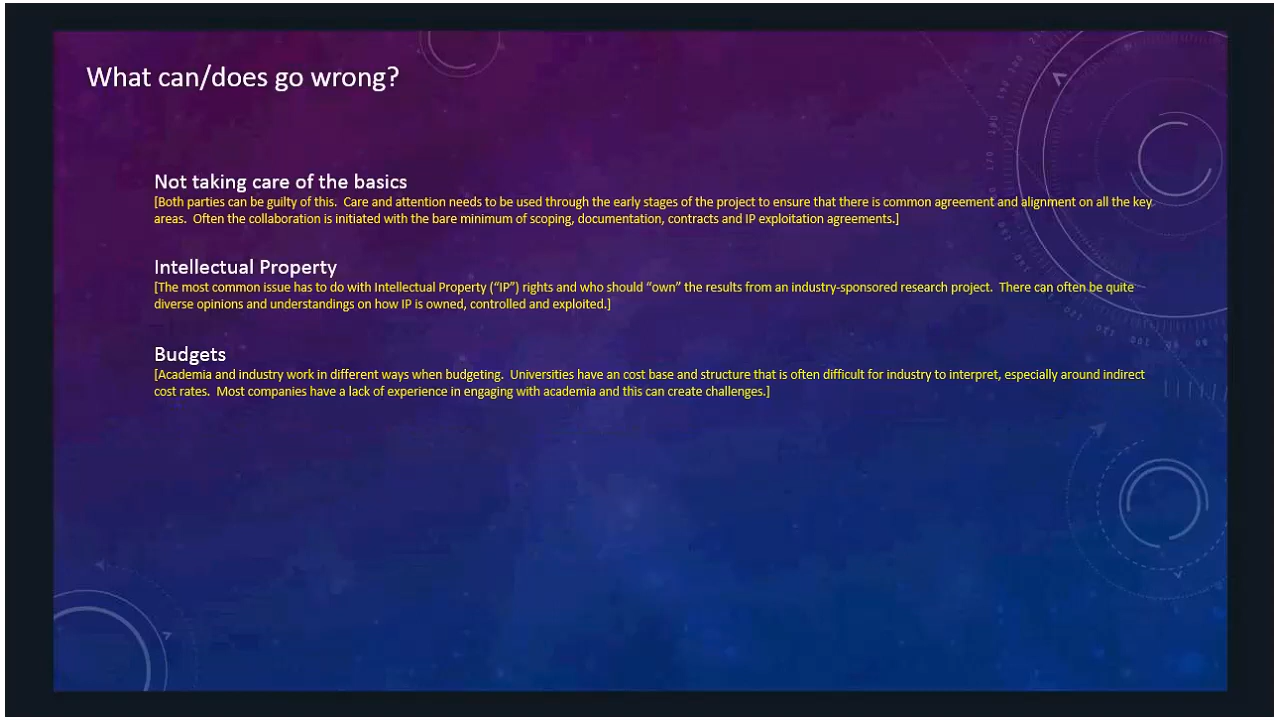 What can/does go wrong?
Not taking care of the basics
[Both parties can be guilty of this.  Care and attention needs to be used through the early stages of the project to ensure that there is common agreement and alignment on all the key
areas.  Often the collaboration is initiated with the bare minimum of scoping, documentation, contracts and IP exploitation agreements.]
Intellectual Property
[The most common issue has to do with Intellectual Property (“IP”) rights and who should “own” the results from an industry-sponsored research project.  There can often be quite
diverse opinions and understandings on how IP is owned, controlled and exploited.]
Budgets
[Academia and industry work in different ways when budgeting.  Universities have an cost base and structure that is often difficult for industry to interpret, especially around indirect
cost rates.  Most companies have a lack of experience in engaging with academia and this can create challenges.]